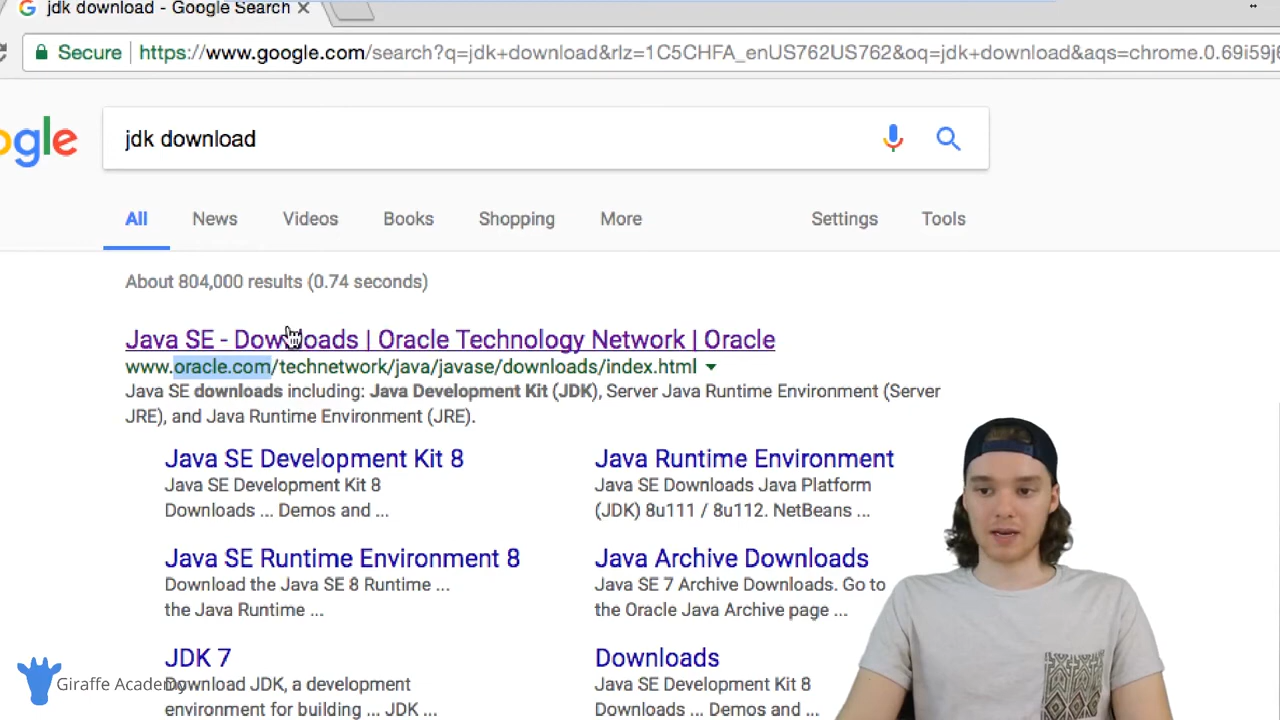 jdk download - Google Search
Secure https://www.google.com/search?q=jdk+download&rlz=1C5CHFA_enUS762US762&oq=jdk+download&aqs=chrome.0.69i59j6
ogle
jdk download
All News Videos Books Shopping More Settings Tools
About 804,000 results (0.74 seconds)
Java SE - Downloads | Oracle Technology Network | Oracle
www.oracle.com/technetwork/java/javase/downloads/index.html
Java SE downloads including: Java Development Kit (JDK), Server Java Runtime Environment (Server
JRE), and Java Runtime Environment (JRE).
Java SE Development Kit 8
Java SE Development Kit 8
Downloads ... Demos and ...
Java Runtime Environment
Java SE Downloads Java Platform
(JDK) 8u111 / 8u112. NetBeans ...
Java SE Runtime Environment 8
Download the Java SE 8 Runtime ...
the Java Runtime ...
Java Archive Downloads
Java SE 7 Archive Downloads. Go to
the Oracle Java Archive page ...
JDK 7
Download JDK, a development
environment for building ... JDK ...
Downloads
Java SE Development Kit 8
Downloads ... Demos and ...
Giraffe Academy